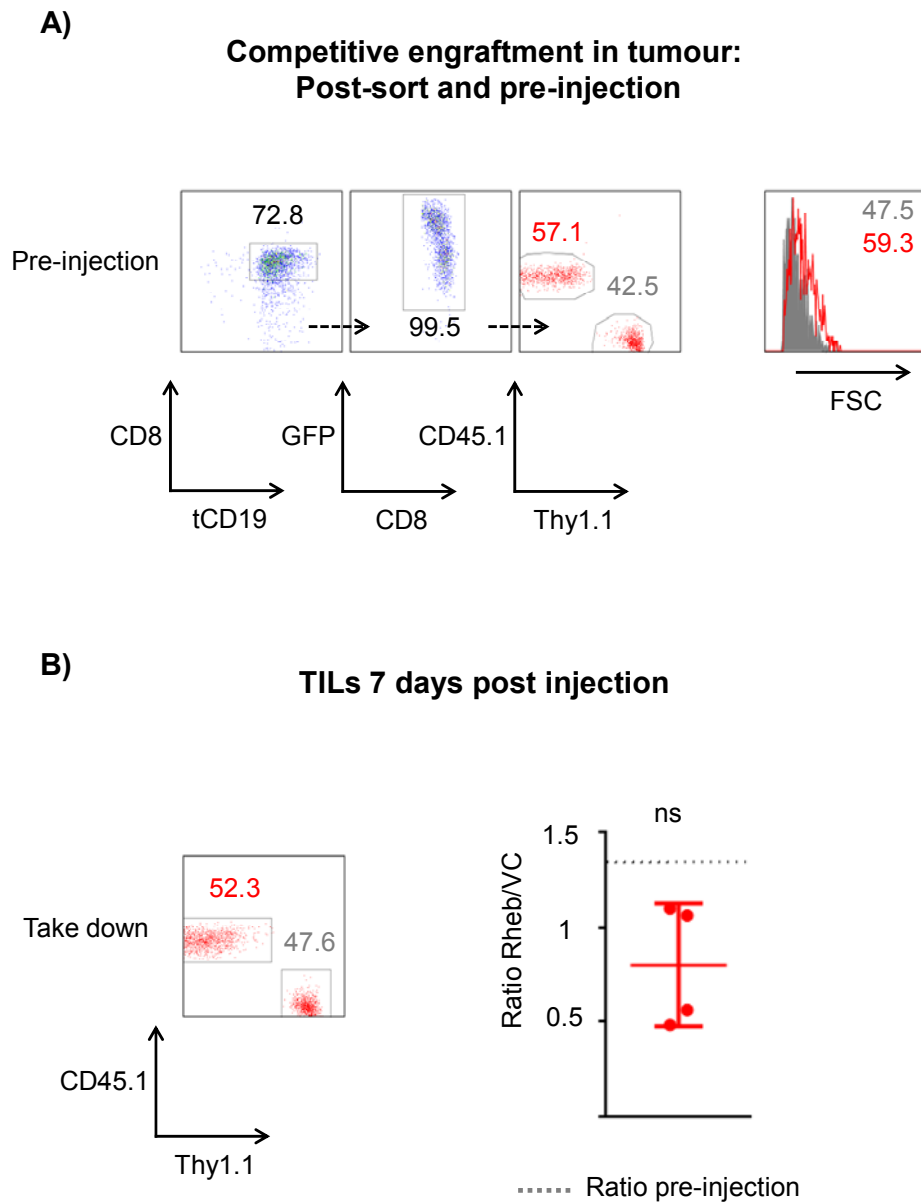 A)
Competitive engraftment in tumour:
Post-sort and pre-injection
Pre-injection
72.8
99.5
57.1
42.5
47.5
59.3
FSC
CD8
tCD19
GFP
CD8
CD45.1
Thy1.1
B)
TILs 7 days post injection
Take down
52.3
47.6
CD45.1
Thy1.1
ns
Ratio Rheb/VC
1.5
1
0.5
Ratio pre-injection